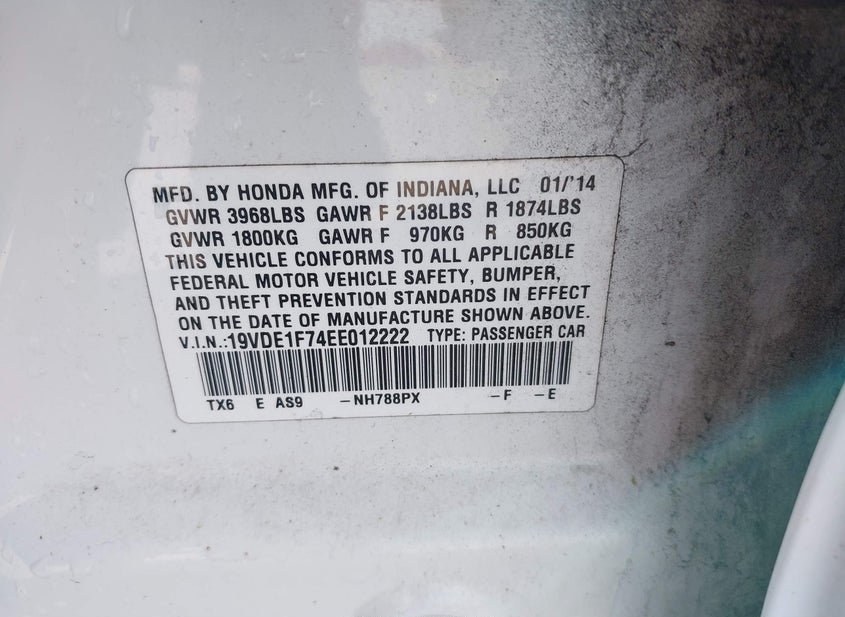 MFD. BY HONDA MFG. OF INDIANA, LLC 01/'14
GVWR 3968LBS GAWR F 2138LBS R 1874LBS
GVWR 1800KG GAWR F 970KG R 850KG
THIS VEHICLE CONFORMS TO ALL APPLICABLE
FEDERAL MOTOR VEHICLE SAFETY, BUMPER,
AND THEFT PREVENTION STANDARDS IN EFFECT
ON THE DATE OF MANUFACTURE SHOWN ABOVE.
V.I.N.:19VDE1F74EE012222 TYPE: PASSENGER CAR
TX6 E AS9 –NH788PX –F –E